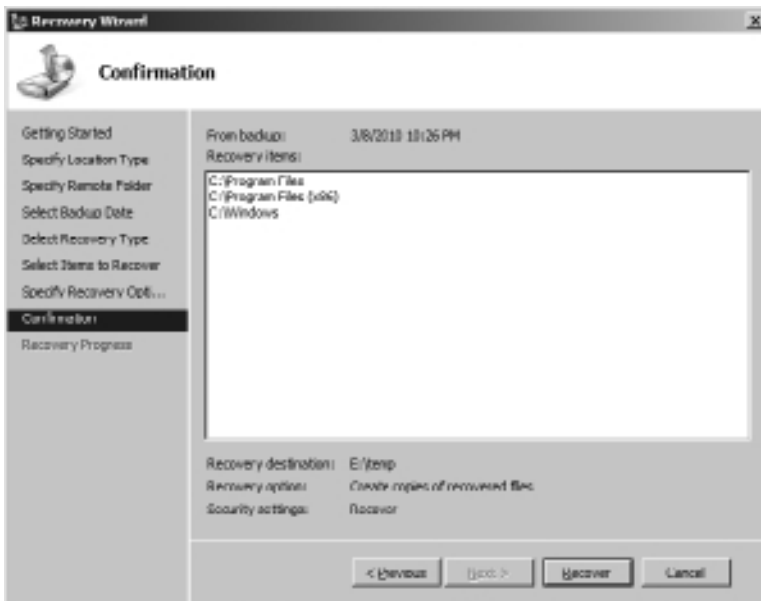 Recovery Wizard
Confirmation
Getting Started
Specify Location Type
Specify Remote Folder
Select Backup Date
Select Recovery Type
Select Items to Recover
Specify Recovery Opti...
Confirmation
Recovery Progress
From backup: 3/8/2010 10:26 PM
Recovery items:
C:\Program Files
C:\Program Files (x86)
C:\Windows
Recovery destination: E:\temp
Recovery option: Create copies of recovered files
Security settings: Recover
< Previous
Next >
Recover
Cancel